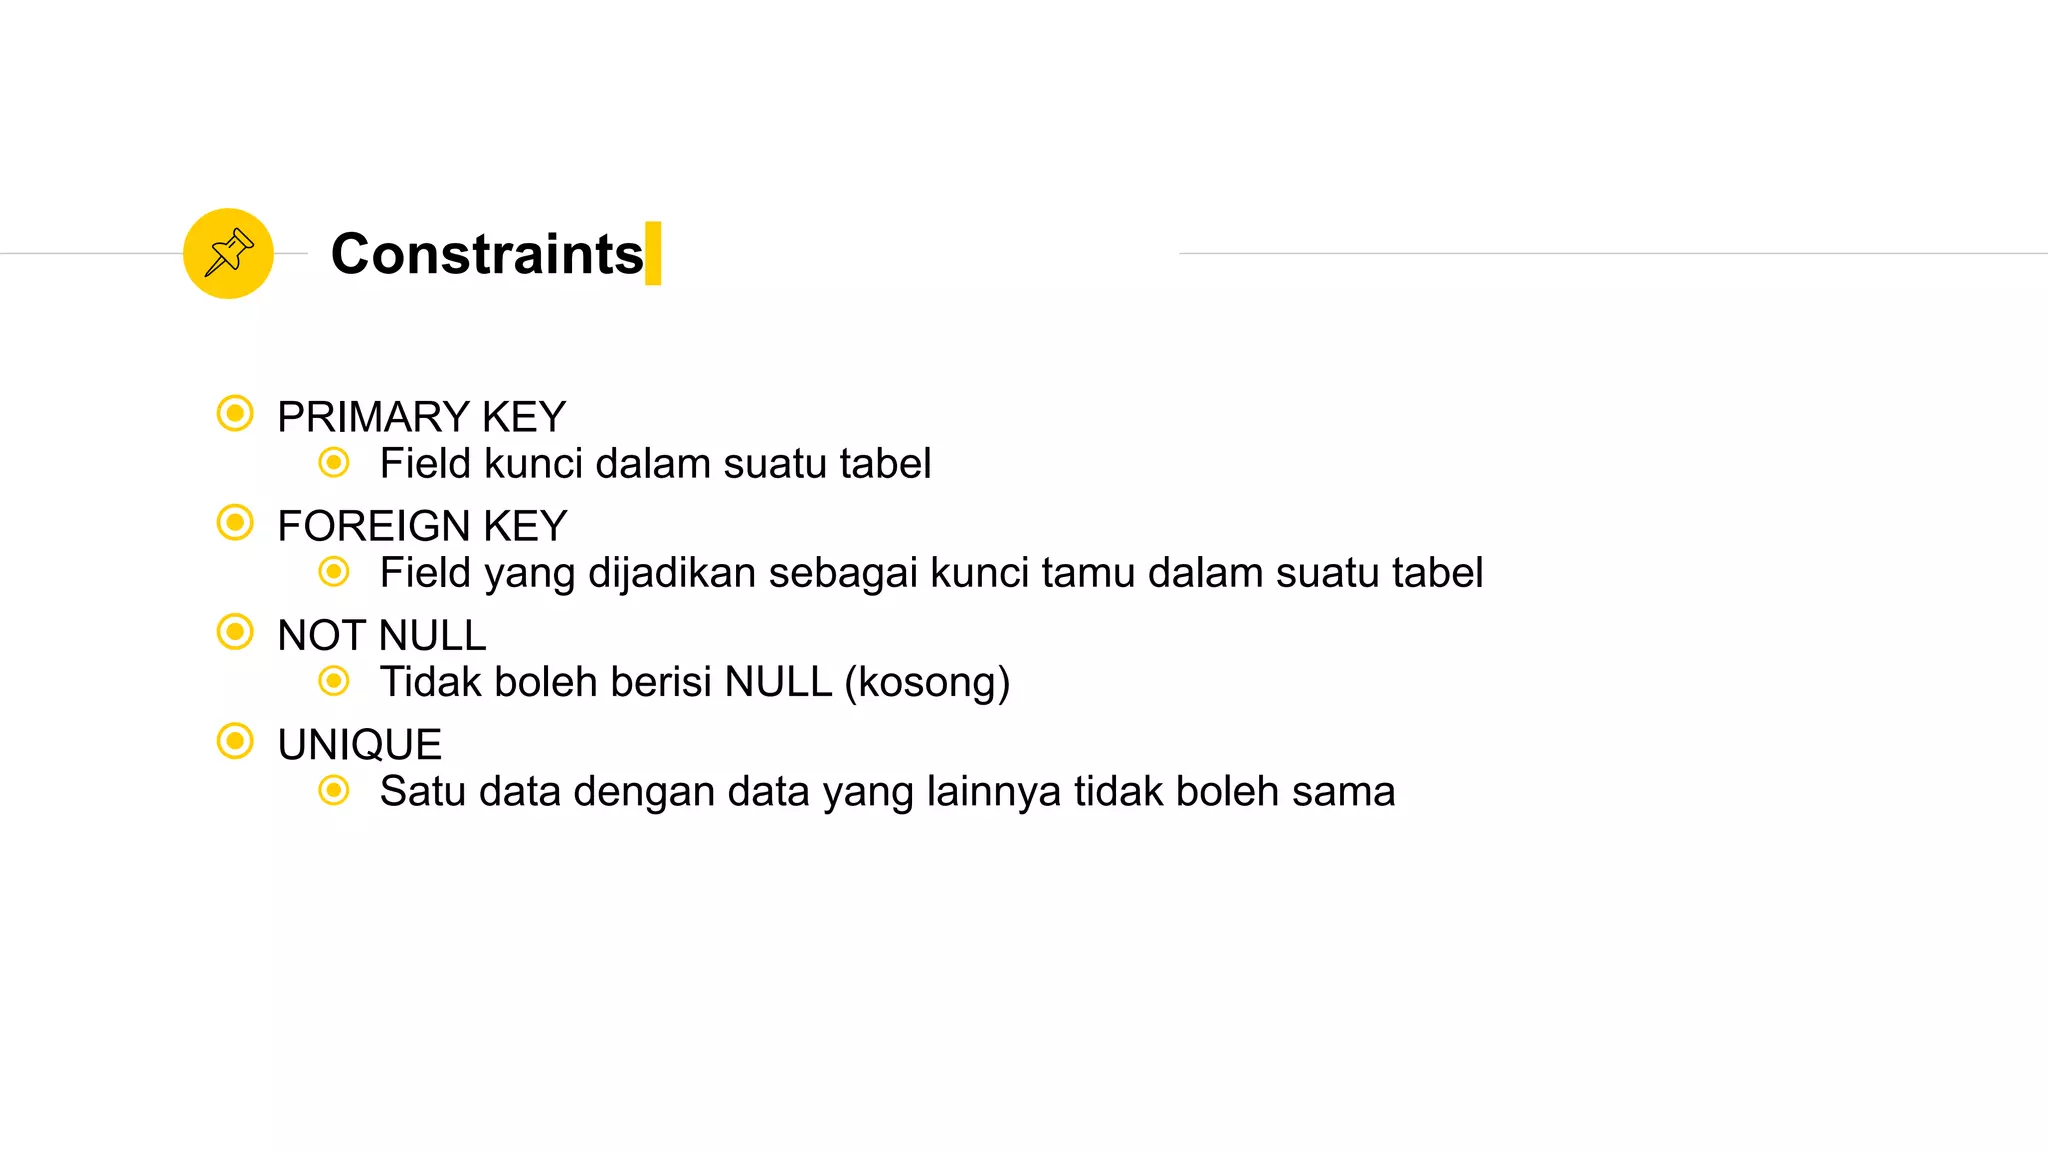 Constraints
PRIMARY KEY
Field kunci dalam suatu tabel
FOREIGN KEY
Field yang dijadikan sebagai kunci tamu dalam suatu tabel
NOT NULL
Tidak boleh berisi NULL (kosong)
UNIQUE
Satu data dengan data yang lainnya tidak boleh sama